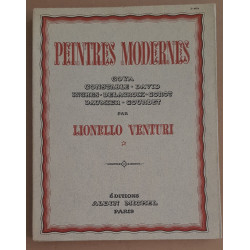 PEINTRES MODERNES
GOYA
CONSTABLE · DAVID
INGRES · DELACROIX · COROT
DAUMIER · COURBET
PAR
LIONELLO VENTURI
ÉDITIONS
ALBIN MICHEL
PARIS